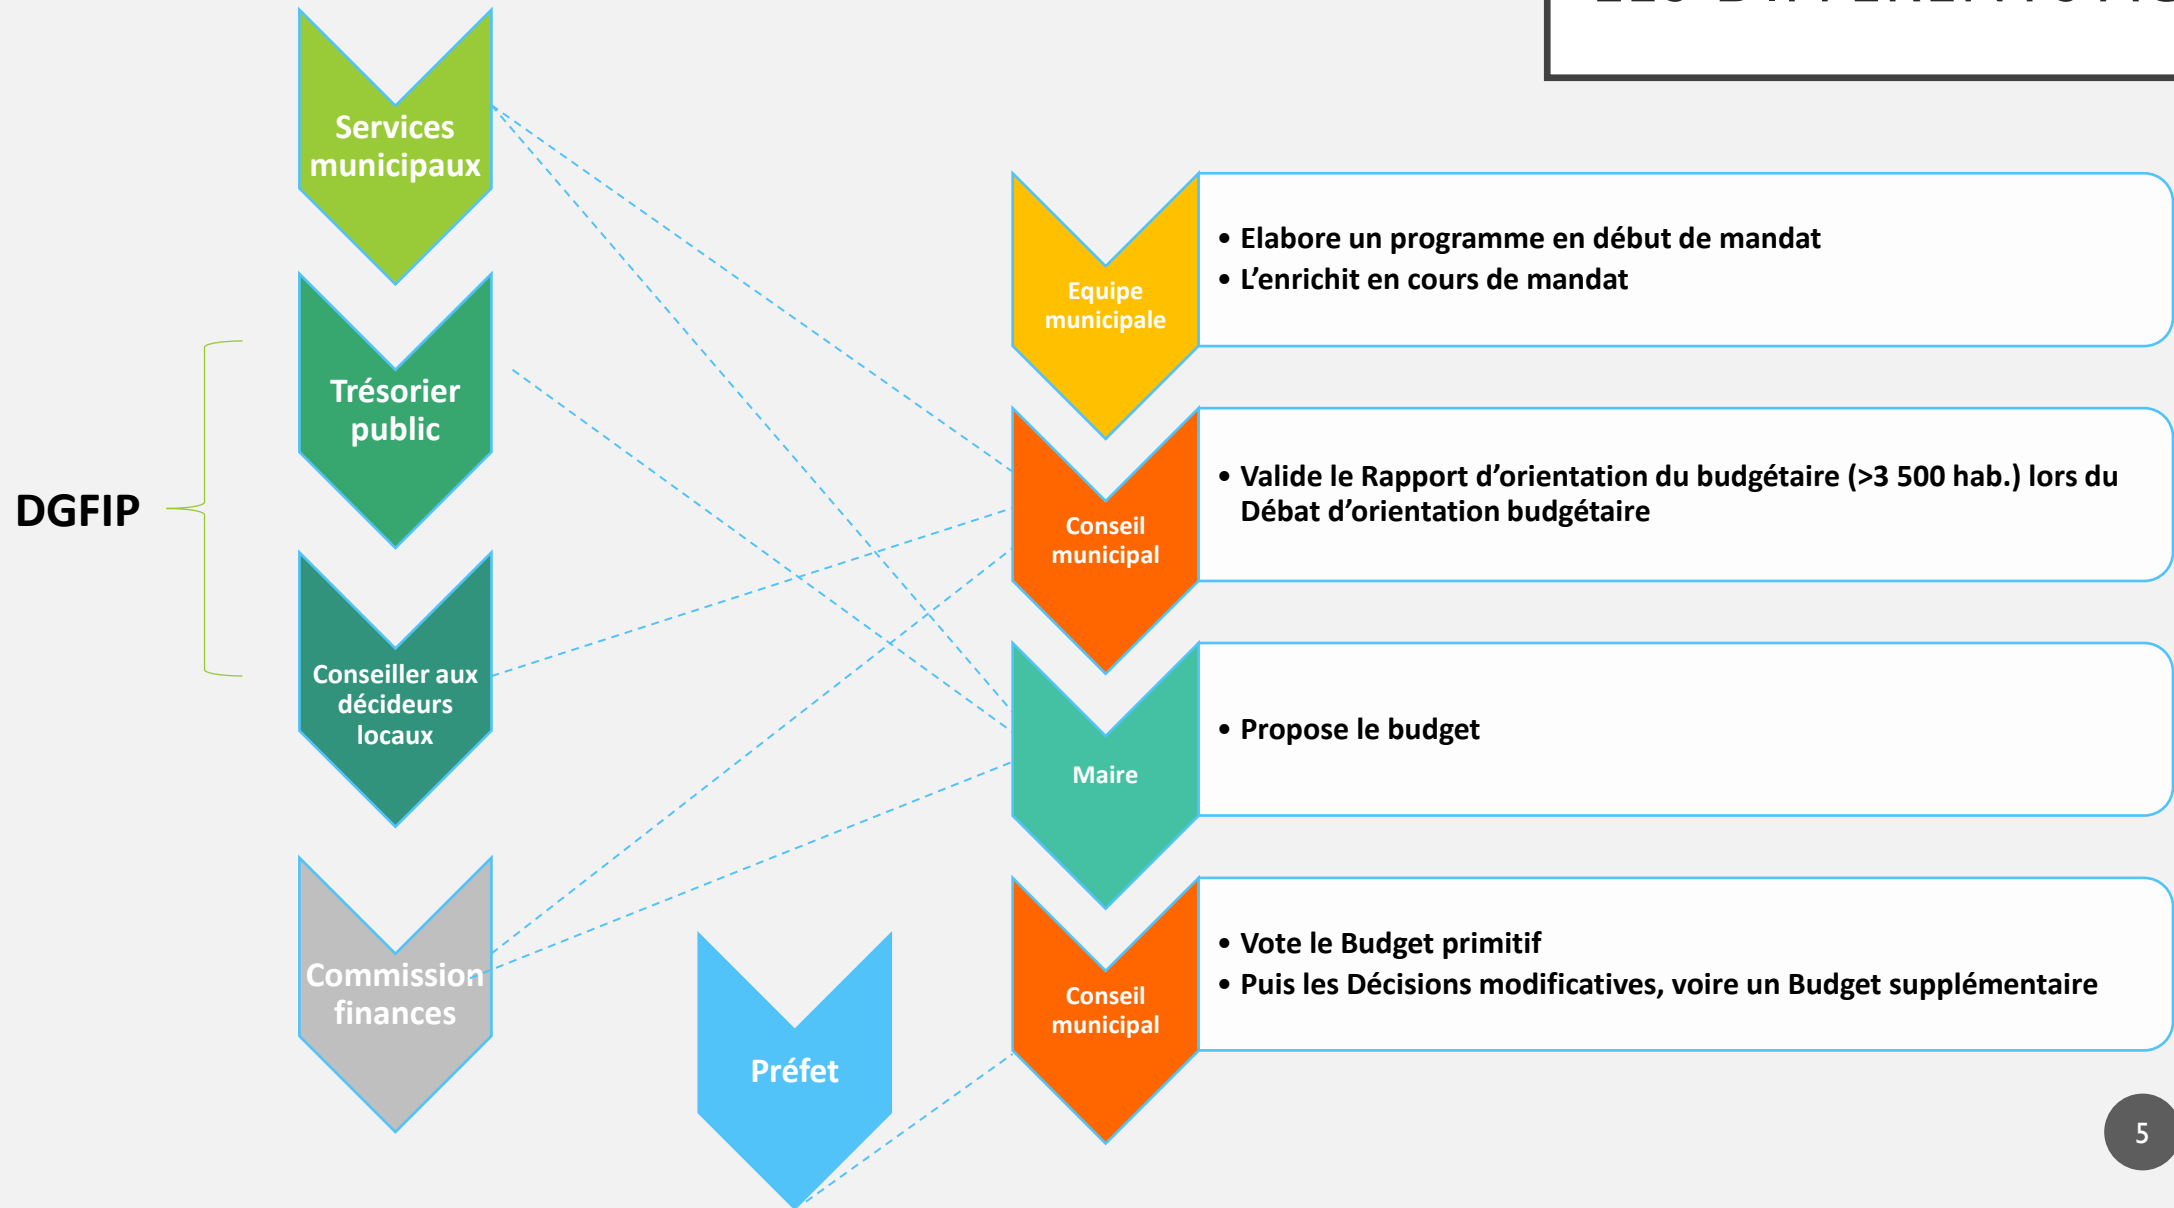 Services
municipaux
Trésorier
public
DGFIP
Conseiller aux
décideurs
locaux
Commission
finances
Préfet
Equipe
municipale
• Elabore un programme en début de mandat
• L'enrichit en cours de mandat
Conseil
municipal
• Valide le Rapport d'orientation du budgétaire (>3 500 hab.) lors du
Débat d'orientation budgétaire
Maire
• Propose le budget
Conseil
municipal
• Vote le Budget primitif
• Puis les Décisions modificatives, voire un Budget supplémentaire
5